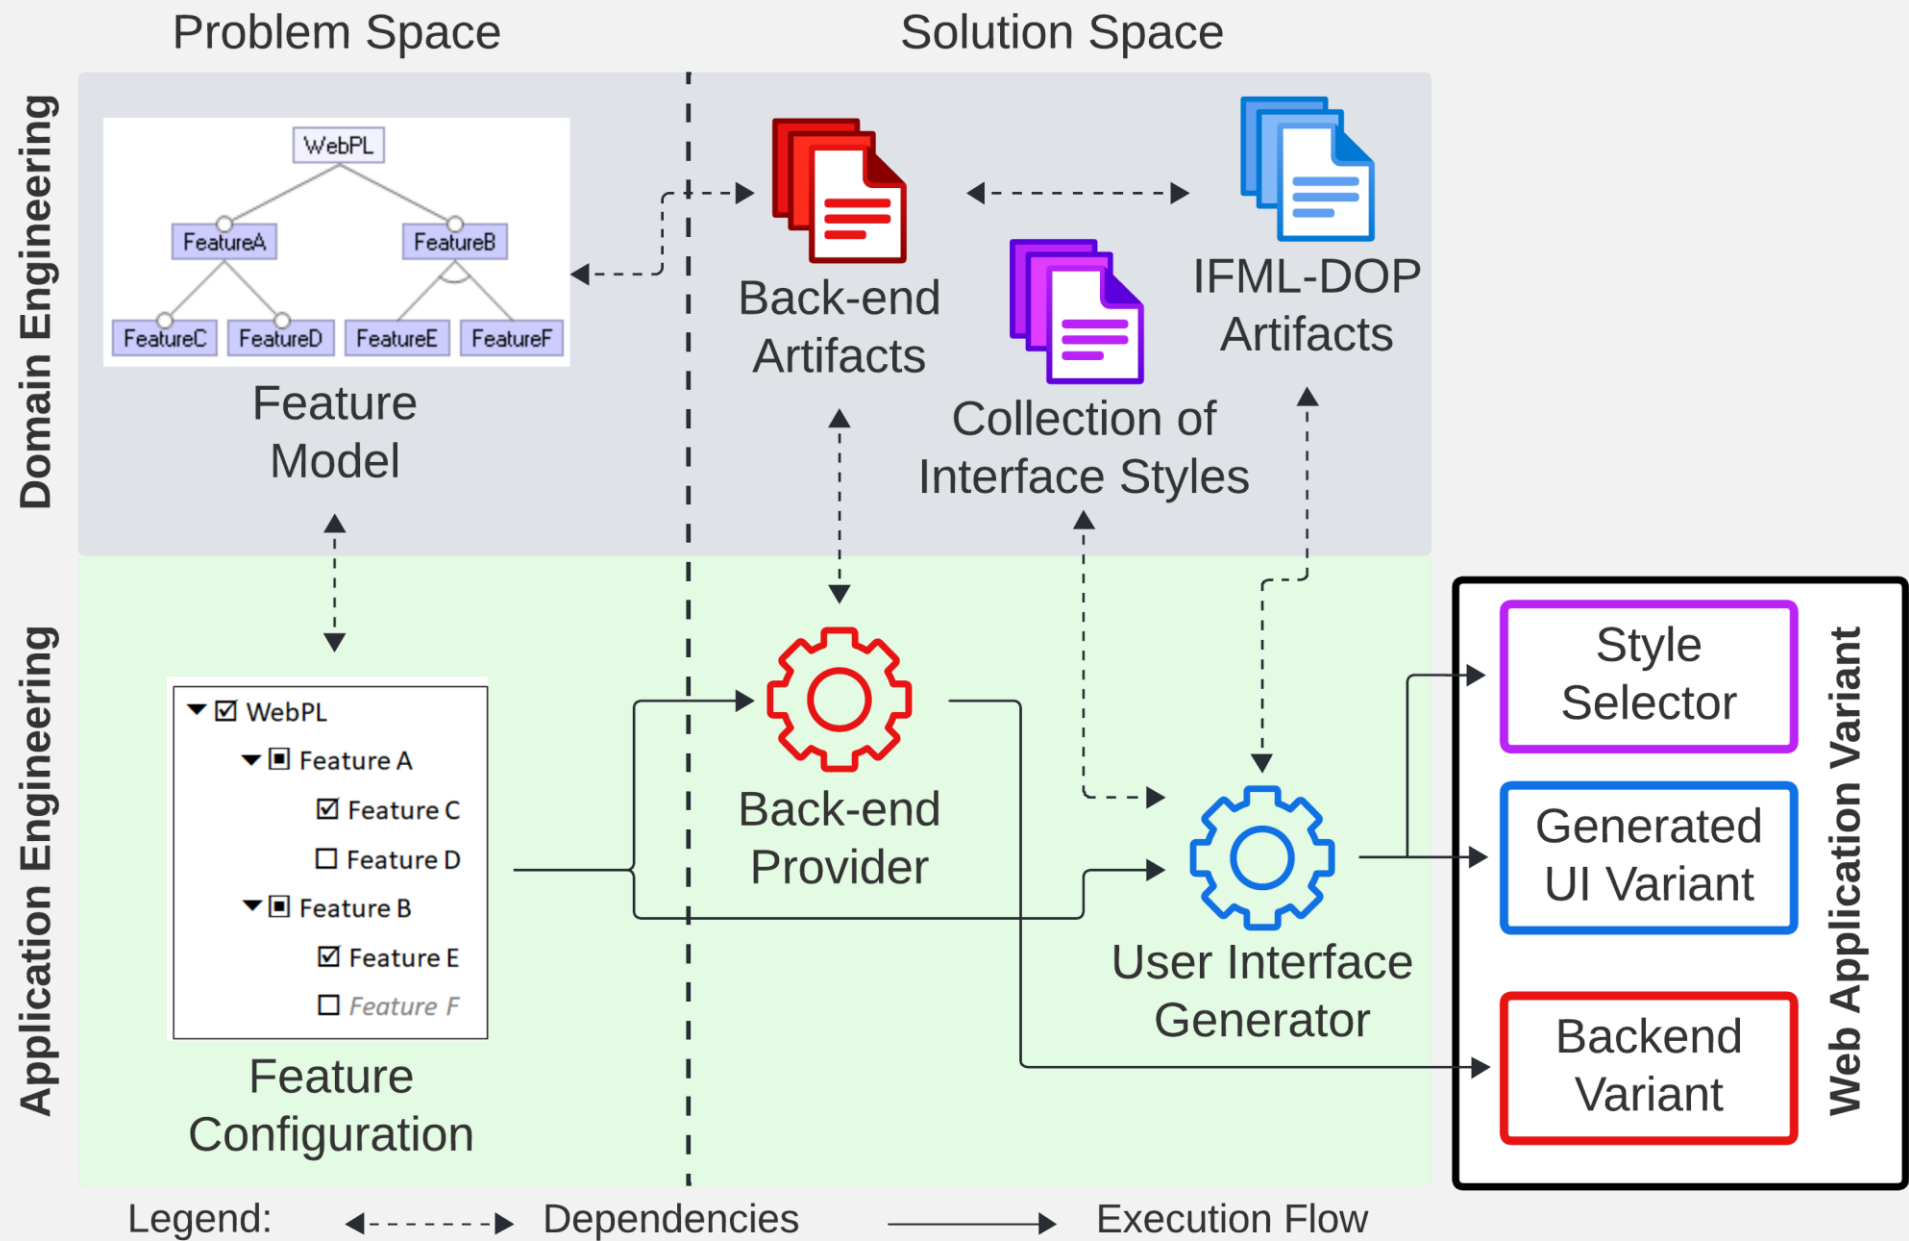 Problem Space
Solution Space
Domain Engineering
WebPL
FeatureA
FeatureB
FeatureC
FeatureD
FeatureE
FeatureF
Feature
Model
Back-end
Artifacts
Collection of
Interface Styles
IFML-DOP
Artifacts
Application Engineering
WebPL
Feature A
Feature C
Feature D
Feature B
Feature E
Feature F
Feature
Configuration
Back-end
Provider
User Interface
Generator
Style
Selector
Generated
UI Variant
Backend
Variant
Web Application Variant
Legend:
Dependencies
Execution Flow